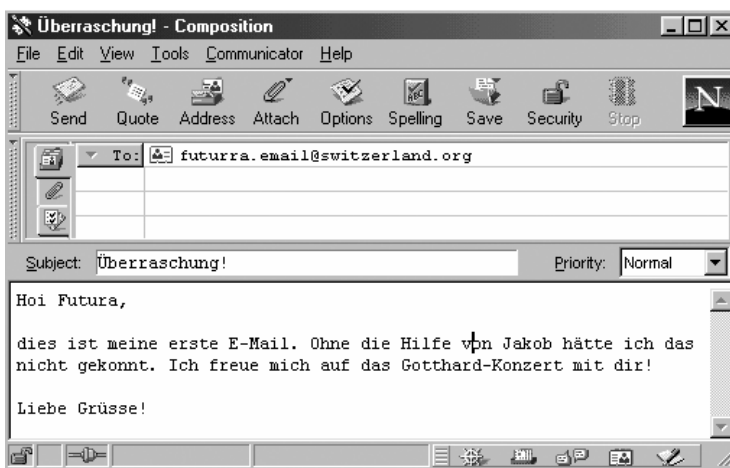 Überraschung! - Composition
File Edit View Tools Communicator Help
Send Quote Address Attach Options Spelling Save Security Stop
N
To: futurra.email@switzerland.org
Subject: Überraschung! Priority: Normal
Hoi Futura,
dies ist meine erste E-Mail. Ohne die Hilfe von Jakob hätte ich das
nicht gekonnt. Ich freue mich auf das Gotthard-Konzert mit dir!
Liebe Grüsse!